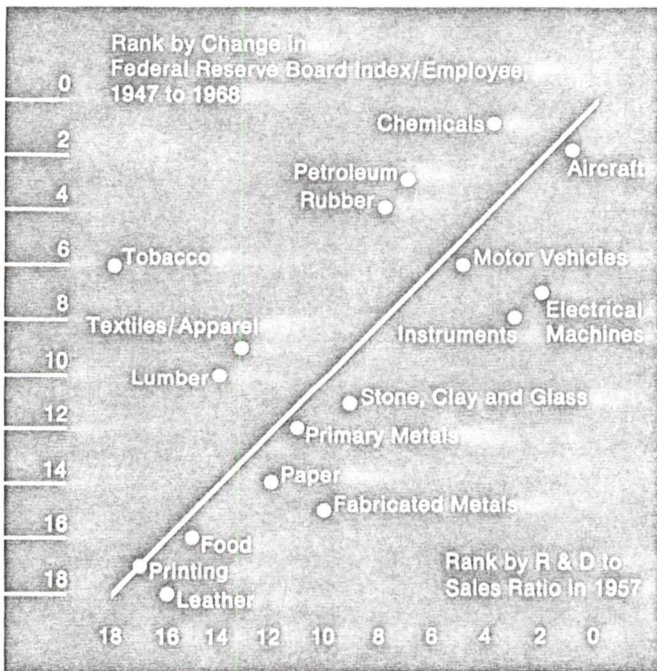 Rank by Change in
Federal Reserve Board Index/Employee,
1947 to 1968
0
2
4
6
8
10
12
14
16
18
Chemicals
Aircraft
Petroleum
Rubber
Tobacco
Motor Vehicles
Electrical
Machines
Instruments
Textiles/Apparel
Lumber
Stone, Clay and Glass
Primary Metals
Paper
Fabricated Metals
Food
Printing
Leather
Rank by R & D to
Sales Ratio in 1957
18 16 14 12 10 8 6 4 2 0